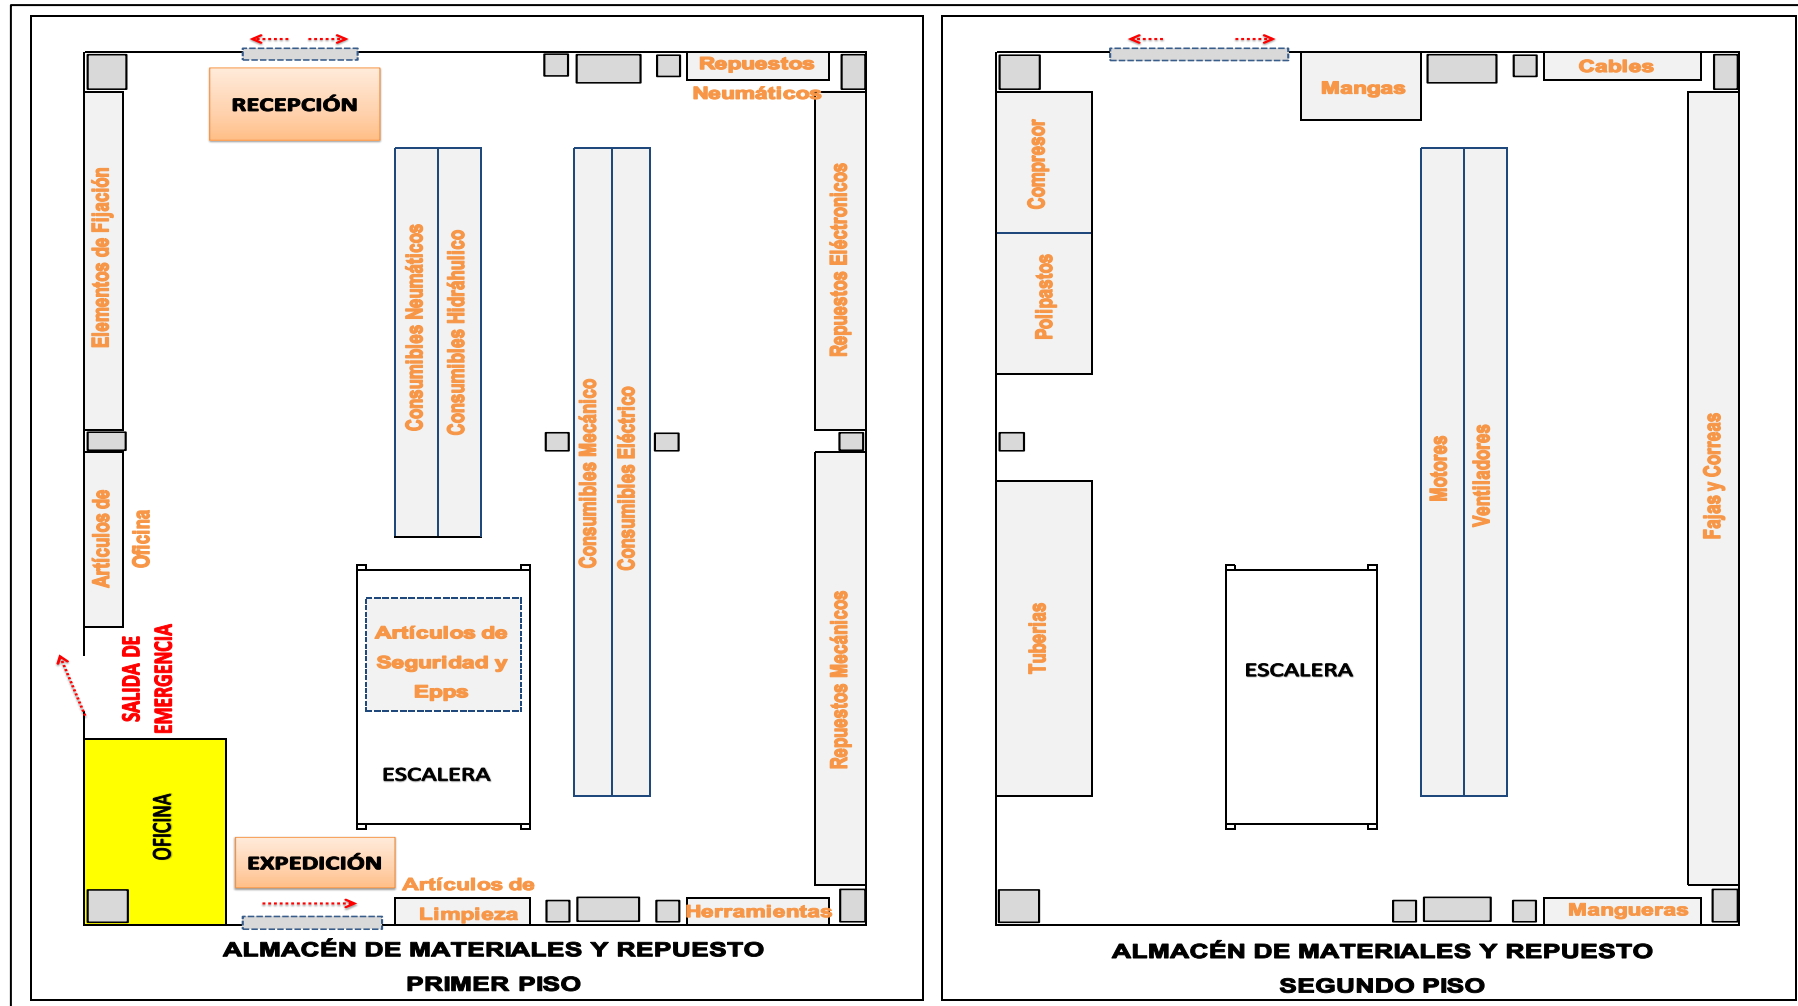 RECEPCIÓN
Repuestos
Neumáticos
Elementos de Fijación
Consumibles Neumáticos
Consumibles Hidráhulico
Consumibles Mecánico
Consumibles Eléctrico
Repuestos Eléctronicos
Artículos de
Oficina
SALIDA DE
EMERGENCIA
Artículos de
Seguridad y
Epps
ESCALERA
Repuestos Mecánicos
OFICINA
EXPEDICIÓN
Artículos de
Limpieza
Herramientas
ALMACÉN DE MATERIALES Y REPUESTO
PRIMER PISO
Mangas
Cables
Compresor
Polipastos
Motores
Ventiladores
Fajas y Correas
Tuberias
ESCALERA
Mangueras
ALMACÉN DE MATERIALES Y REPUESTO
SEGUNDO PISO